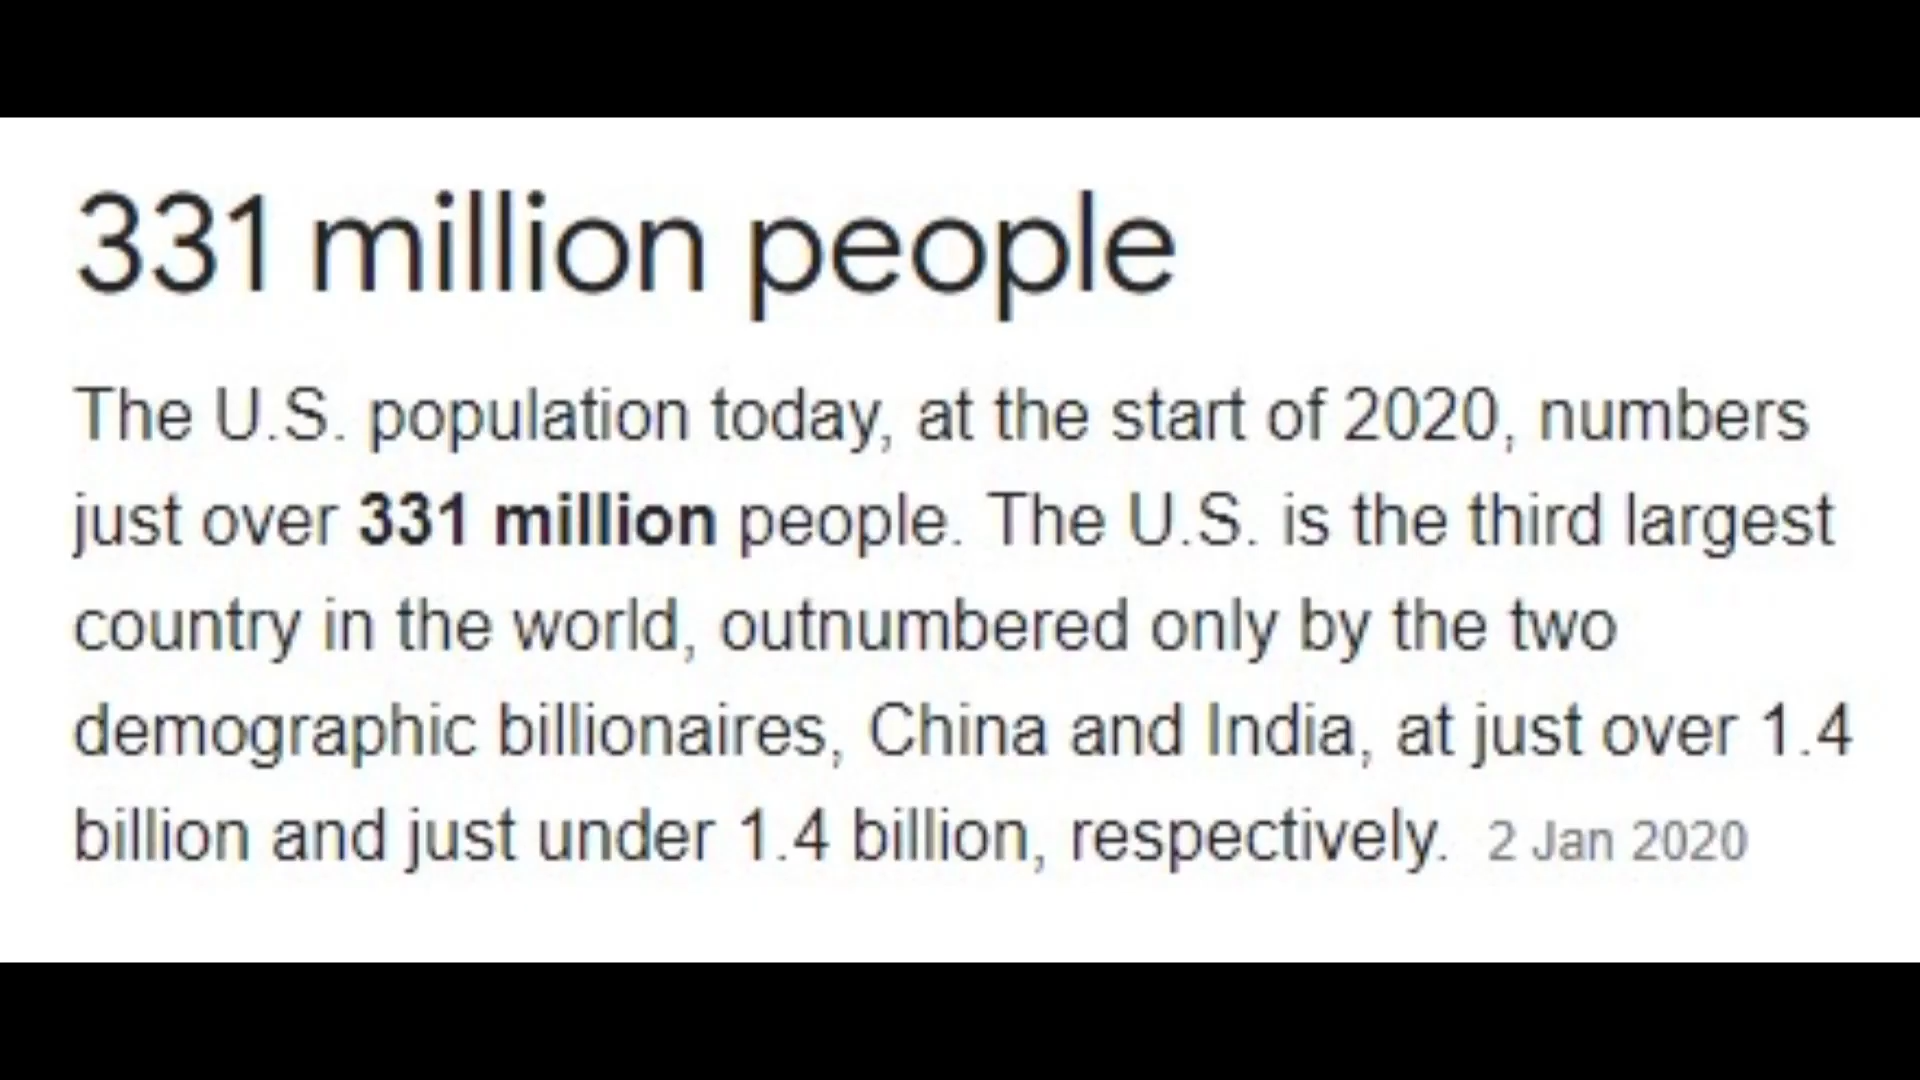 331 million people
The U.S. population today, at the start of 2020, numbers
just over 331 million people. The U.S. is the third largest
country in the world, outnumbered only by the two
demographic billionaires, China and India, at just over 1.4
billion and just under 1.4 billion, respectively. 2 Jan 2020